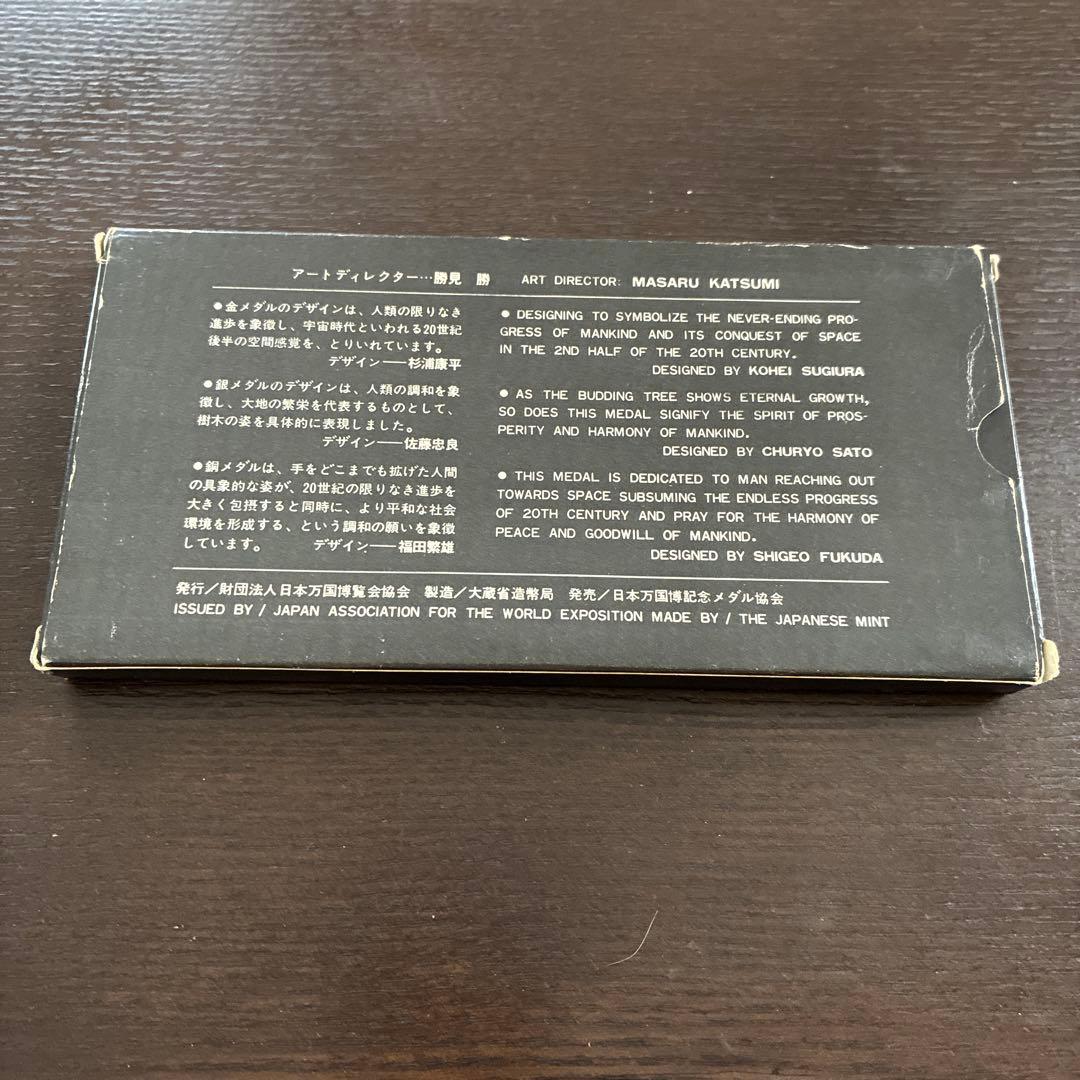 アートディレクター…勝見 勝 ART DIRECTOR: MASARU KATSUMI
●金メダルのデザインは、人類の限りなき
進歩を象徴し、宇宙時代といわれる20世紀
後半の空間感覚を、とりいれています。
デザイン──杉浦康平
●銀メダルのデザインは、人類の調和を象
徴し、大地の繁栄を代表するものとして、
樹木の姿を具体的に表現しました。
デザイン──佐藤忠良
●銅メダルは、手をどこまでも拡げた人間
の具象的な姿が、20世紀の限りなき進歩を
大きく包摂すると同時に、より平和な社会
環境を形成する、という調和の願いを象徴
しています。 デザイン──福田繁雄
● DESIGNING TO SYMBOLIZE THE NEVER-ENDING PRO-
GRESS OF MANKIND AND ITS CONQUEST OF SPACE
IN THE 2ND HALF OF THE 20TH CENTURY.
DESIGNED BY KOHEI SUGIURA
● AS THE BUDDING TREE SHOWS ETERNAL GROWTH,
SO DOES THIS MEDAL SIGNIFY THE SPIRIT OF PROS-
PERITY AND HARMONY OF MANKIND.
DESIGNED BY CHURYO SATO
● THIS MEDAL IS DEDICATED TO MAN REACHING OUT
TOWARDS SPACE SUBSUMING THE ENDLESS PROGRESS
OF 20TH CENTURY AND PRAY FOR THE HARMONY OF
PEACE AND GOODWILL OF MANKIND.
DESIGNED BY SHIGEO FUKUDA
発行／財団法人日本万国博覧会協会 製造／大蔵省造幣局 発売／日本万国博記念メダル協会
ISSUED BY / JAPAN ASSOCIATION FOR THE WORLD EXPOSITION MADE BY / THE JAPANESE MINT